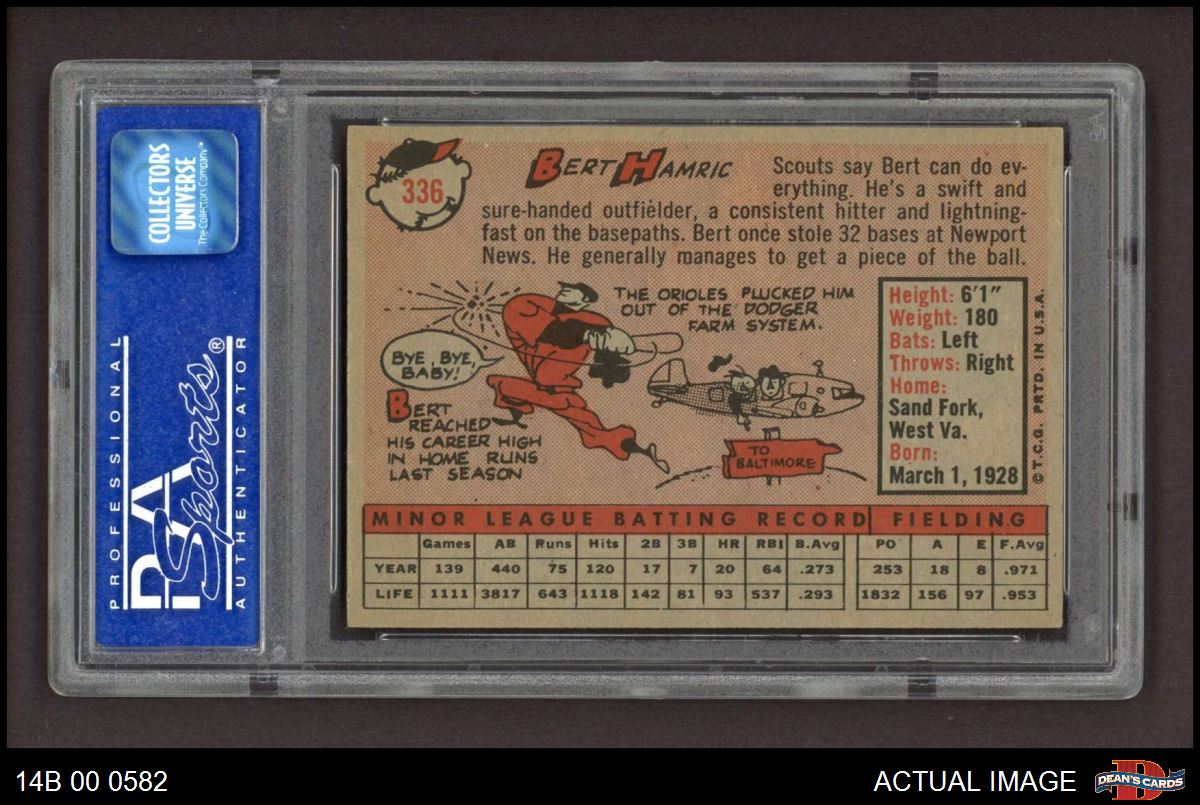 COLLECTORS
UNIVERSE
The Collectors Company™
PROFESSIONAL
PSA
Sports®
AUTHENTICATOR
336
BERT HAMRIC
Scouts say Bert can do ev-
erything. He's a swift and
sure-handed outfielder, a consistent hitter and lightning-
fast on the basepaths. Bert once stole 32 bases at Newport
News. He generally manages to get a piece of the ball.
THE ORIOLES PLUCKED HIM
OUT OF THE DODGER
FARM SYSTEM.
BYE, BYE,
BABY!
BERT
REACHED
HIS CAREER HIGH
IN HOME RUNS
LAST SEASON
TO
BALTIMORE
Height: 6'1"
Weight: 180
Bats: Left
Throws: Right
Home:
Sand Fork,
West Va.
Born:
March 1, 1928
© T.C.G. PRTD. IN U.S.A.
MINOR LEAGUE BATTING RECORD FIELDING
Games AB Runs Hits 2B 3B HR RBI B.Avg PO A E F.Avg
YEAR 139 440 75 120 17 7 20 64 .273 253 18 8 .971
LIFE 1111 3817 643 1118 142 81 93 537 .293 1832 156 97 .953
14B 00 0582
ACTUAL IMAGE
DEAN'S CARDS